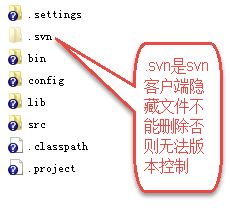 .settings
.svn
bin
config
lib
src
.classpath
.project
.svn是svn
客户端隐
藏文件不
能删除否
则无法版
本控制